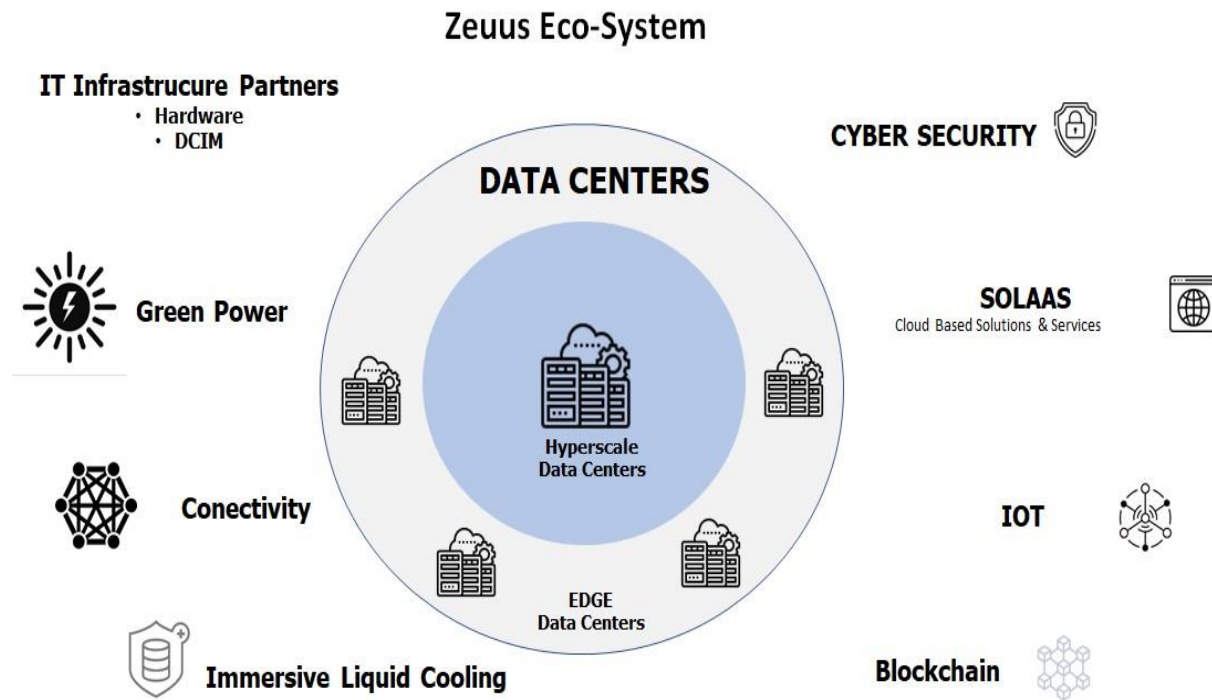 Zeuus Eco-System
IT Infrastrucure Partners
• Hardware
• DCIM
CYBER SECURITY
DATA CENTERS
Green Power
SOLAAS
Cloud Based Solutions & Services
Hyperscale
Data Centers
Conectivity
IOT
EDGE
Data Centers
Immersive Liquid Cooling
Blockchain